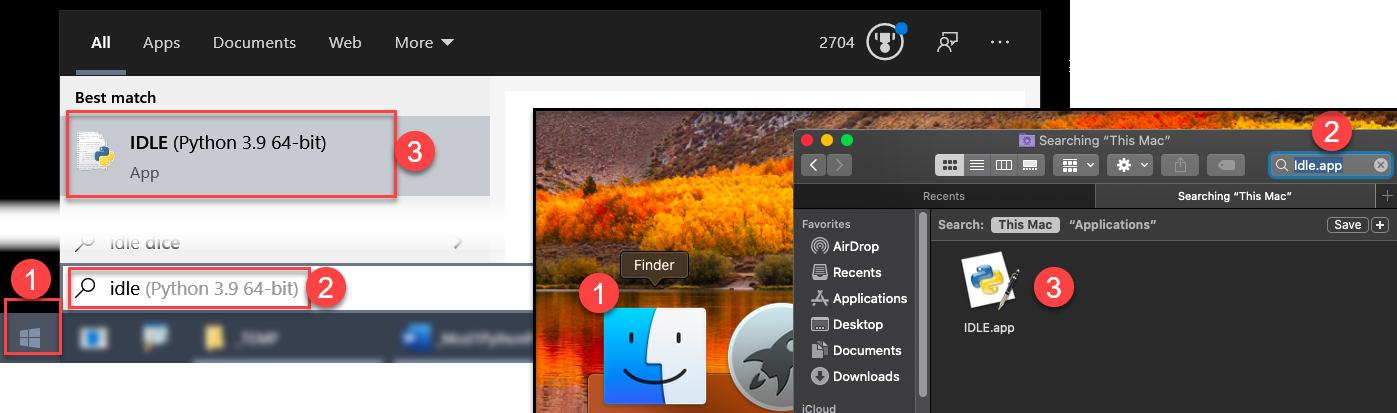 All Apps Documents Web More 2704
Best match
IDLE (Python 3.9 64-bit)
App
3
idle dice
1
idle (Python 3.9 64-bit)
2
_TEMP
Searching “This Mac”
2
Idle.app
Recents Searching “This Mac”
Favorites
AirDrop
Recents
Applications
Desktop
Documents
Downloads
iCloud
Search: This Mac “Applications” Save +
3
IDLE.app
Finder
1